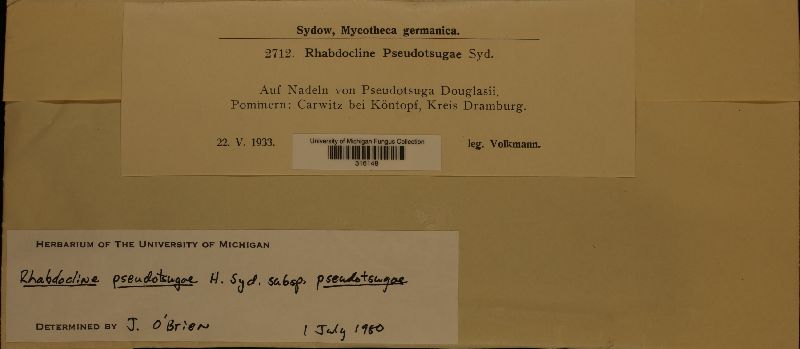 Sydow, Mycotheca germanica.
2712. Rhabdocline Pseudotsugae Syd.
Auf Nadeln von Pseudotsuga Douglasii,
Pommern: Carwitz bei Köntopf, Kreis Dramburg.
22. V. 1933. leg. Volkmann.
University of Michigan Fungus Collection
316148
HERBARIUM OF THE UNIVERSITY OF MICHIGAN
Rhabdocline pseudotsugae H. Syd. subsp. pseudotsugae
DETERMINED BY J. O'Brien 1 July 1980